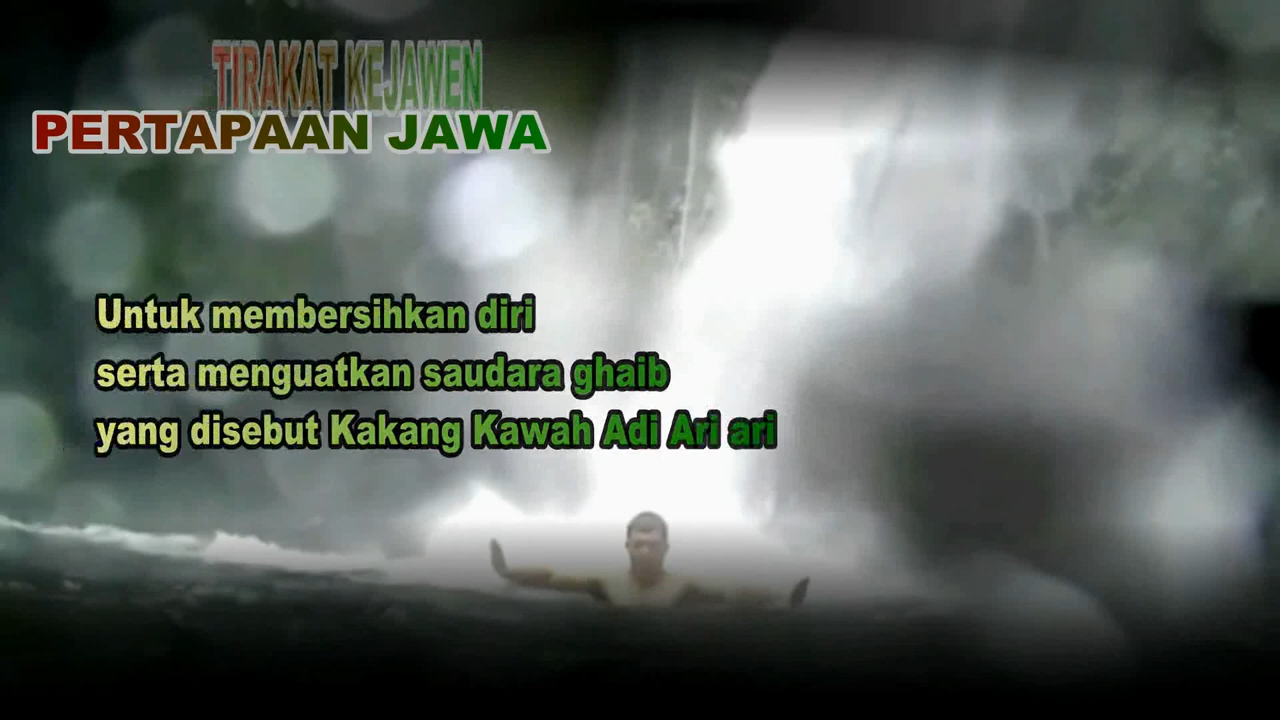 TIRAKAT KEJAWEN
PERTAPAAN JAWA
Untuk membersihkan diri
serta menguatkan saudara ghaib
yang disebut Kakang Kawah Adi Ari ari